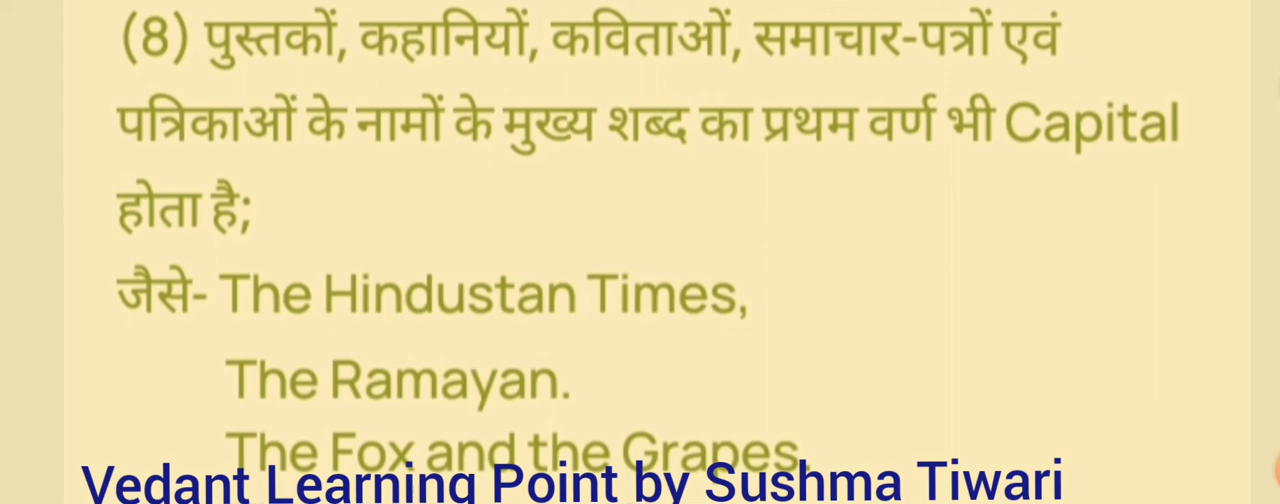 (8) पुस्तकों, कहानियों, कविताओं, समाचार-पत्रों एवं
पत्रिकाओं के नामों के मुख्य शब्द का प्रथम वर्ण भी Capital
होता है;
जैसे- The Hindustan Times,
The Ramayan.
The Fox and the Grapes.
Vedant Learning Point by Sushma Tiwari